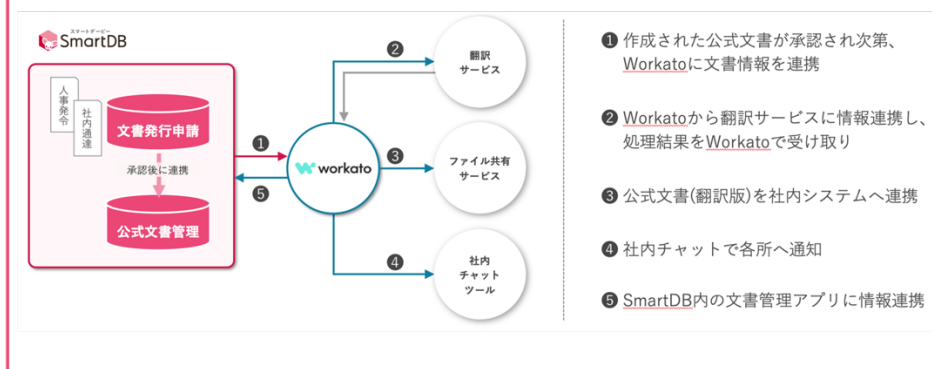 スマートデービー
SmartDB
人事発令
社内通達
文書発行申請
承認後に連携
公式文書管理
❶
❺
workato
❷
❸
❹
翻訳
サービス
ファイル共有
サービス
社内
チャット
ツール
❶ 作成された公式文書が承認され次第、
Workatoに文書情報を連携
❷ Workatoから翻訳サービスに情報連携し、
処理結果をWorkatoで受け取り
❸ 公式文書(翻訳版)を社内システムへ連携
❹ 社内チャットで各所へ通知
❺ SmartDB内の文書管理アプリに情報連携